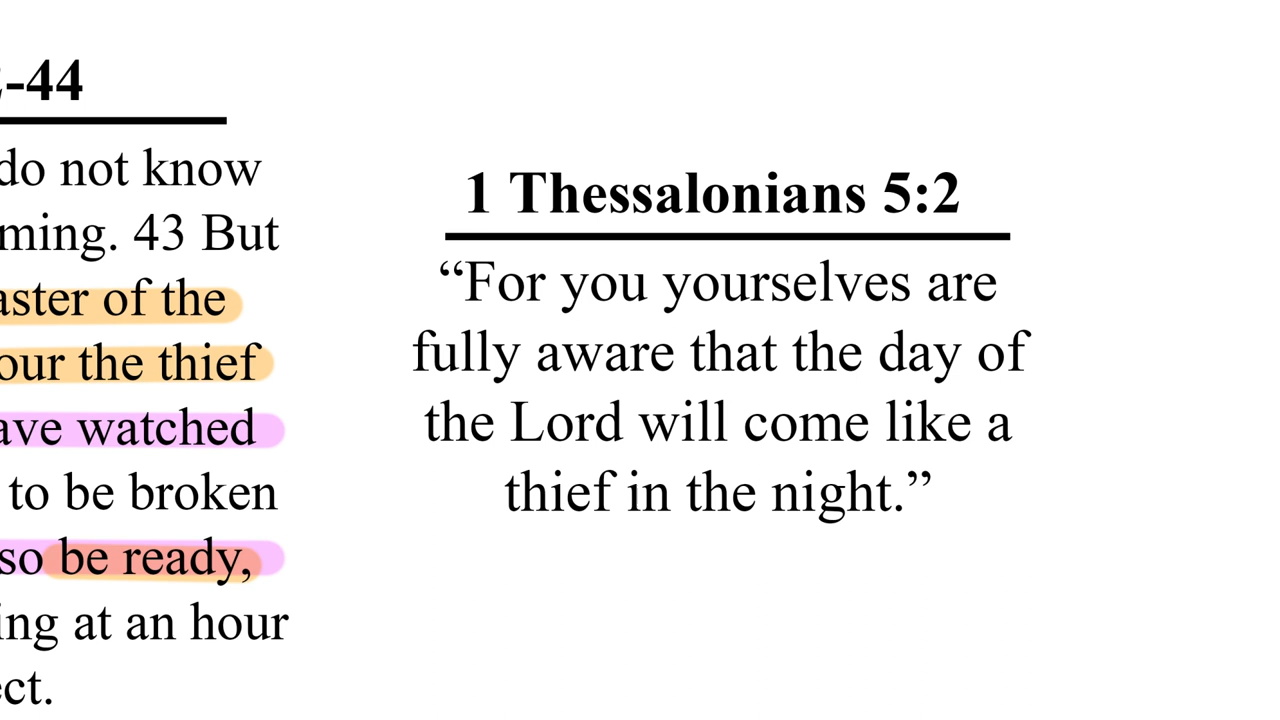 -44
do not know
ming. 43 But
aster of the
our the thief
ave watched
to be broken
so be ready,
ing at an hour
ect.
1 Thessalonians 5:2
“For you yourselves are
fully aware that the day of
the Lord will come like a
thief in the night.”